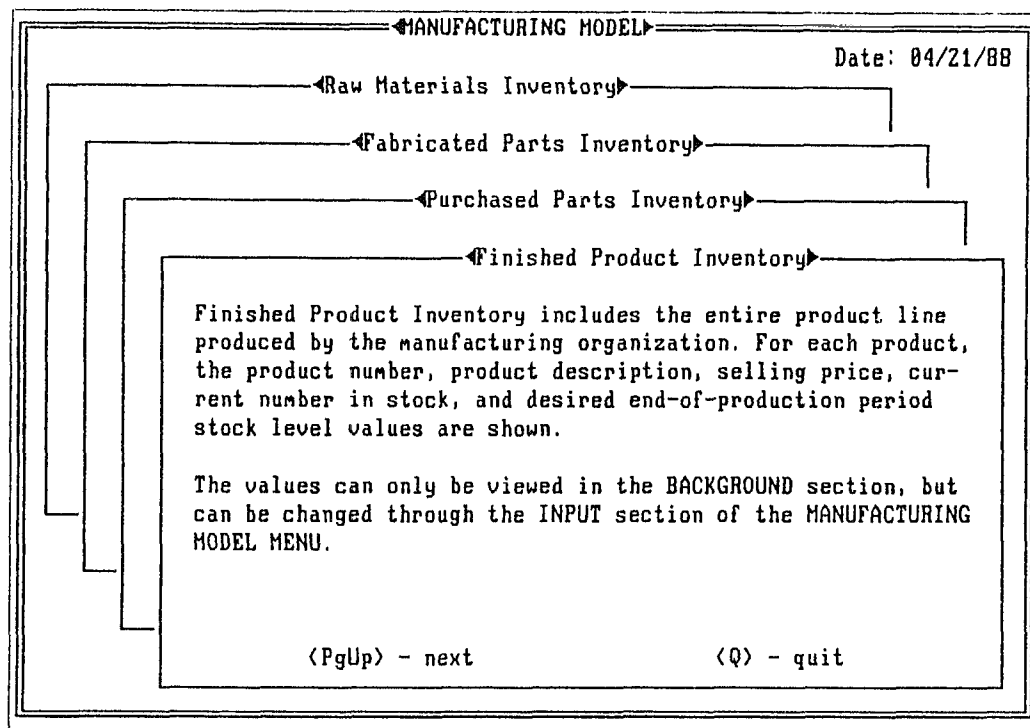 MANUFACTURING MODEL
Date: 04/21/88
Raw Materials Inventory
Fabricated Parts Inventory
Purchased Parts Inventory
Finished Product Inventory
Finished Product Inventory includes the entire product line
produced by the manufacturing organization. For each product,
the product number, product description, selling price, cur-
rent number in stock, and desired end-of-production period
stock level values are shown.
The values can only be viewed in the BACKGROUND section, but
can be changed through the INPUT section of the MANUFACTURING
MODEL MENU.
<PgUp> - next <Q> - quit